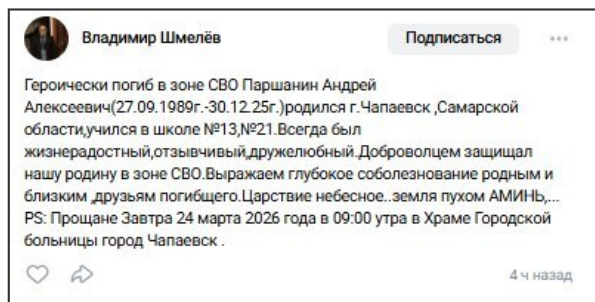 Владимир Шмелёв
Подписаться
Героически погиб в зоне СВО Паршанин Андрей
Алексеевич(27.09.1989г.-30.12.25г.)родился г.Чапаевск ,Самарской
области,учился в школе №13,№21.Всегда был
жизнерадостный,отзывчивый,дружелюбный.Доброволцем защищал
нашу родину в зоне СВО.Выражаем глубокое соболезнование родным и
близким ,друзьям погибщего.Царствие небесное..земля пухом АМИНЬ,...
PS: Прощане Завтра 24 марта 2026 года в 09:00 утра в Храме Городской
больницы город Чапаевск .
4 ч назад